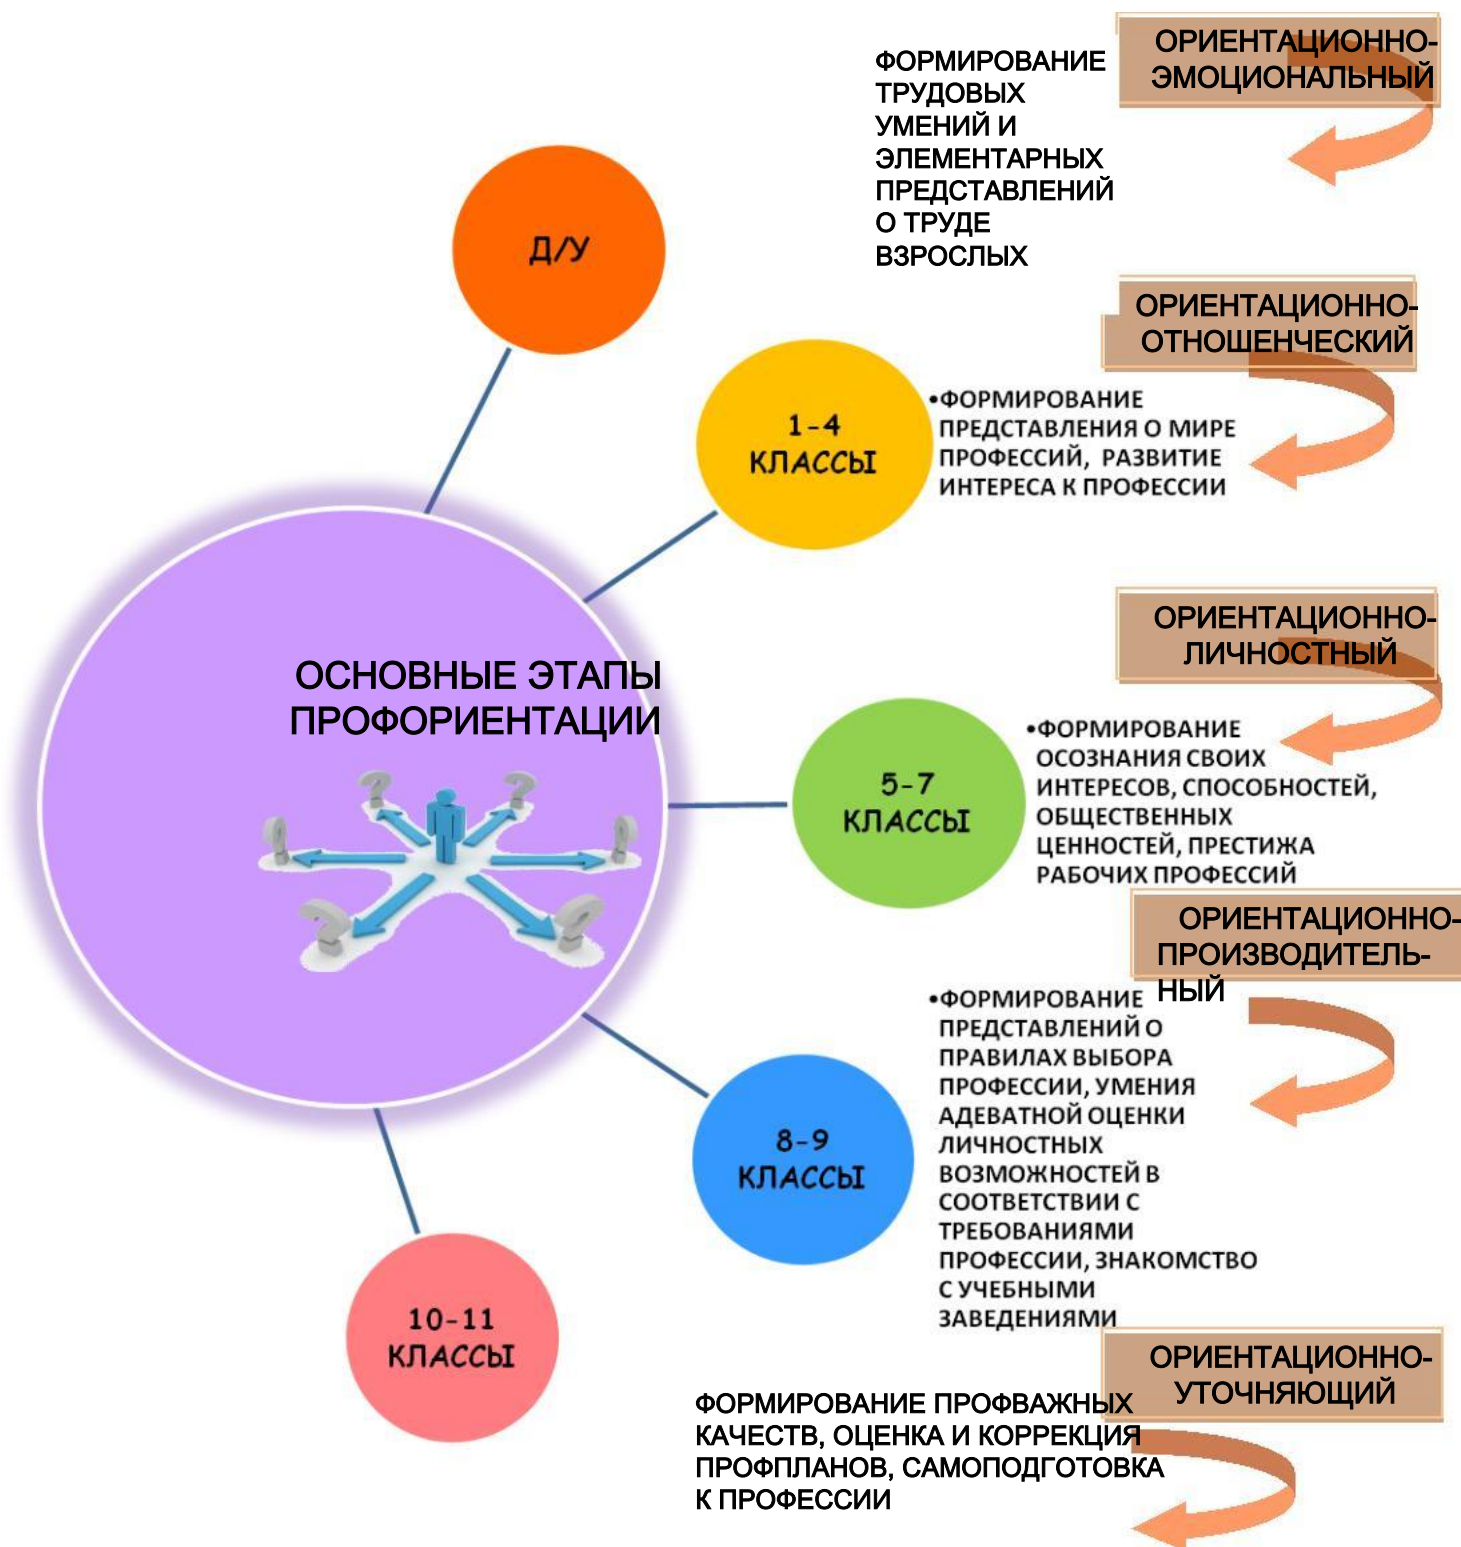 ОРИЕНТАЦИОННО-
ЭМОЦИОНАЛЬНЫЙ
ФОРМИРОВАНИЕ
ТРУДОВЫХ
УМЕНИЙ И
ЭЛЕМЕНТАРНЫХ
ПРЕДСТАВЛЕНИЙ
О ТРУДЕ
ВЗРОСЛЫХ
Д/У
ОРИЕНТАЦИОННО-
ОТНОШЕНЧЕСКИЙ
1-4
КЛАССЫ
•ФОРМИРОВАНИЕ
ПРЕДСТАВЛЕНИЯ О МИРЕ
ПРОФЕССИЙ, РАЗВИТИЕ
ИНТЕРЕСА К ПРОФЕССИИ
ОРИЕНТАЦИОННО-
ЛИЧНОСТНЫЙ
ОСНОВНЫЕ ЭТАПЫ
ПРОФОРИЕНТАЦИИ
5-7
КЛАССЫ
•ФОРМИРОВАНИЕ
ОСОЗНАНИЯ СВОИХ
ИНТЕРЕСОВ, СПОСОБНОСТЕЙ,
ОБЩЕСТВЕННЫХ
ЦЕННОСТЕЙ, ПРЕСТИЖА
РАБОЧИХ ПРОФЕССИЙ
ОРИЕНТАЦИОННО-
ПРОИЗВОДИТЕЛЬ-
НЫЙ
8-9
КЛАССЫ
•ФОРМИРОВАНИЕ
ПРЕДСТАВЛЕНИЙ О
ПРАВИЛАХ ВЫБОРА
ПРОФЕССИИ, УМЕНИЯ
АДЕВАТНОЙ ОЦЕНКИ
ЛИЧНОСТНЫХ
ВОЗМОЖНОСТЕЙ В
СООТВЕТСТВИИ С
ТРЕБОВАНИЯМИ
ПРОФЕССИИ, ЗНАКОМСТВО
С УЧЕБНЫМИ
ЗАВЕДЕНИЯМИ
10-11
КЛАССЫ
ОРИЕНТАЦИОННО-
УТОЧНЯЮЩИЙ
ФОРМИРОВАНИЕ ПРОФВАЖНЫХ
КАЧЕСТВ, ОЦЕНКА И КОРРЕКЦИЯ
ПРОФПЛАНОВ, САМОПОДГОТОВКА
К ПРОФЕССИИ